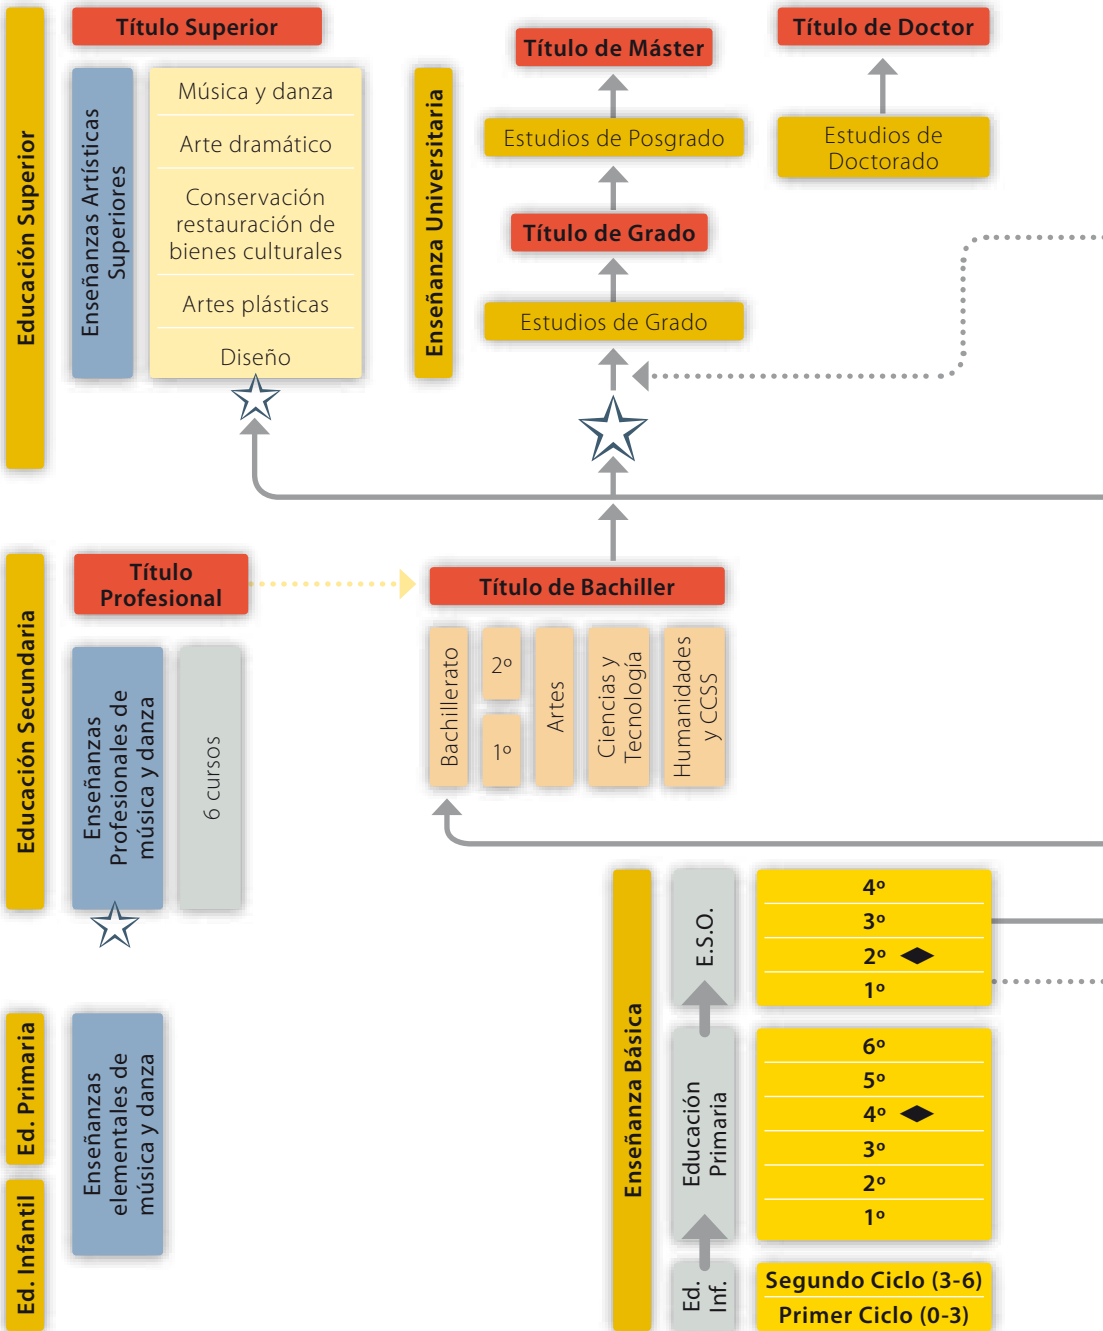 Educación Superior
Título Superior
Enseñanzas Artísticas
Superiores
Música y danza
Arte dramático
Conservación
restauración de
bienes culturales
Artes plásticas
Diseño
Enseñanza Universitaria
Título de Máster
Estudios de Posgrado
Título de Grado
Estudios de Grado
Título de Doctor
Estudios de
Doctorado
Educación Secundaria
Título
Profesional
Enseñanzas
Profesionales de
música y danza
6 cursos
Título de Bachiller
Bachillerato
2º
1º
Artes
Ciencias y
Tecnología
Humanidades
y CCSS
Ed. Primaria
Ed. Infantil
Enseñanzas
elementales de
música y danza
Enseñanza Básica
E.S.O.
4º
3º
2º
1º
Educación
Primaria
6º
5º
4º
3º
2º
1º
Ed.
Inf.
Segundo Ciclo (3-6)
Primer Ciclo (0-3)